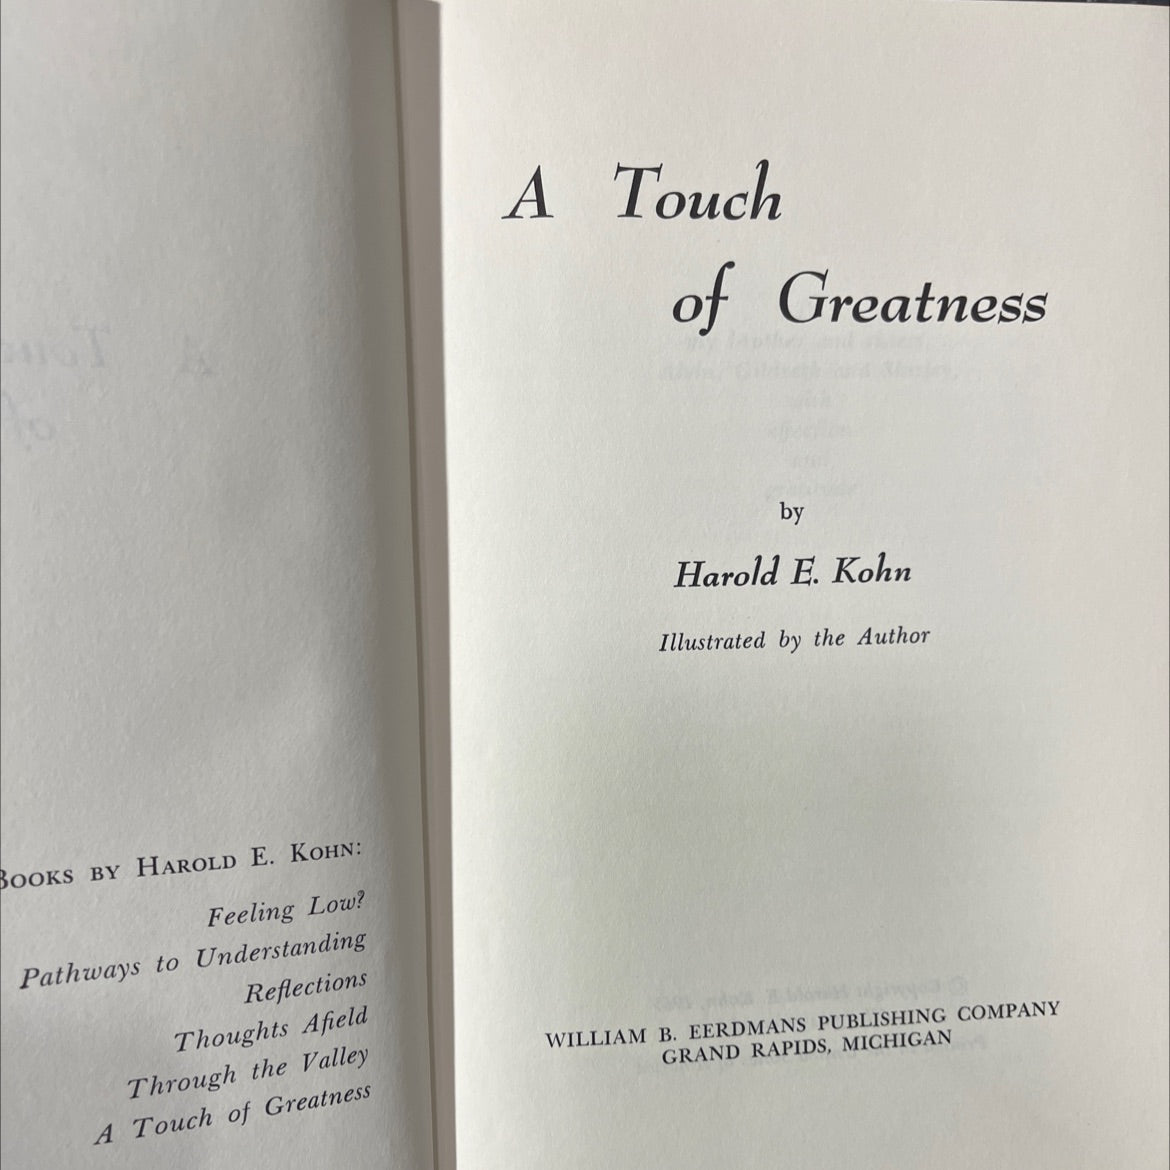 BOOKS BY HAROLD E. KOHN:
Feeling Low?
Pathways to Understanding
Reflections
Thoughts Afield
Through the Valley
A Touch of Greatness
A Touch
of Greatness
by
Harold E. Kohn
Illustrated by the Author
WILLIAM B. EERDMANS PUBLISHING COMPANY
GRAND RAPIDS, MICHIGAN